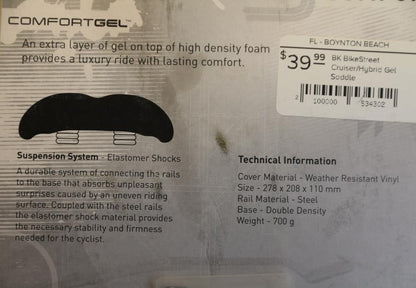 COMFORTGEL™
An extra layer of gel on top of high density foam
provides a luxury ride with lasting comfort.
FL - BOYNTON BEACH
$39.99
BK BikeStreet
Cruiser/Hybrid Gel
Saddle
2 100000 534302
Suspension System - Elastomer Shocks
A durable system of connecting the rails
to the base that absorbs unpleasant
surprises caused by an uneven riding
surface. Coupled with the steel rails
the elastomer shock material provides
the necessary stability and firmness
needed for the cyclist.
Technical Information
Cover Material - Weather Resistant Vinyl
Size - 278 x 208 x 110 mm
Rail Material - Steel
Base - Double Density
Weight - 700 g